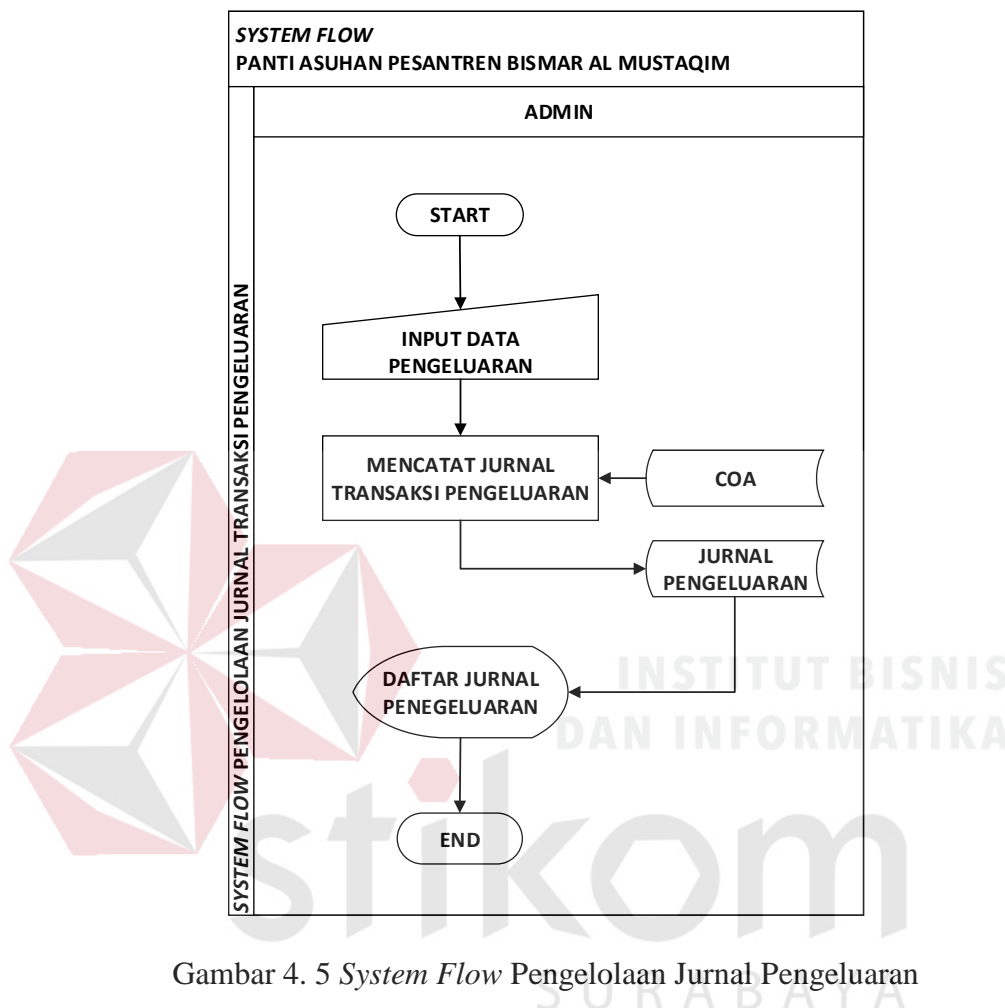 SYSTEM FLOW
PANTI ASUHAN PESANTREN BISMAR AL MUSTAQIM
SYSTEM FLOW PENGELOLAAN JURNAL TRANSAKSI PENGELUARAN
ADMIN
START
INPUT DATA
PENGELUARAN
MENCATAT JURNAL
TRANSAKSI PENGELUARAN
COA
JURNAL
PENGELUARAN
DAFTAR JURNAL
PENEGELUARAN
END
INSTITUT BISNIS
DAN INFORMATIKA
stikom
SURABAYA
Gambar 4. 5 System Flow Pengelolaan Jurnal Pengeluaran